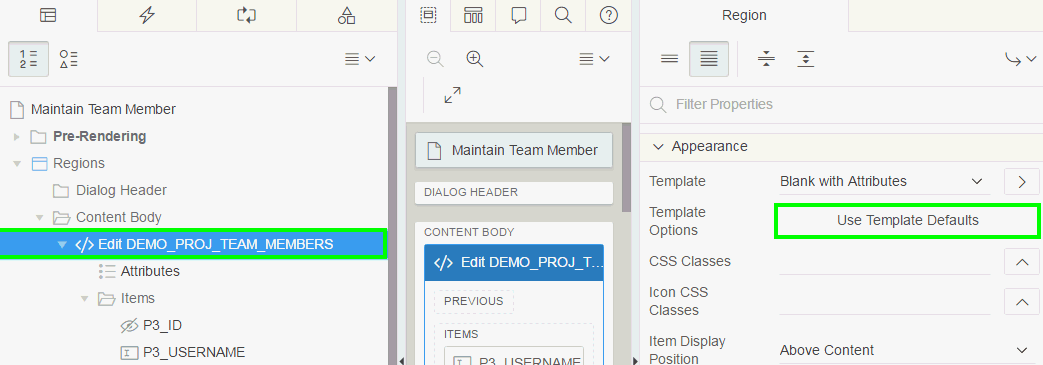 Maintain Team Member
Pre-Rendering
Regions
Dialog Header
Content Body
Edit DEMO_PROJ_TEAM_MEMBERS
Attributes
Items
P3_ID
P3_USERNAME
Maintain Team Member
DIALOG HEADER
CONTENT BODY
Edit DEMO_PROJ_T...
PREVIOUS
ITEMS
P3_USERNAME
Region
Filter Properties
Appearance
Template
Blank with Attributes
Template
Options
Use Template Defaults
CSS Classes
Icon CSS
Classes
Item Display
Position
Above Content